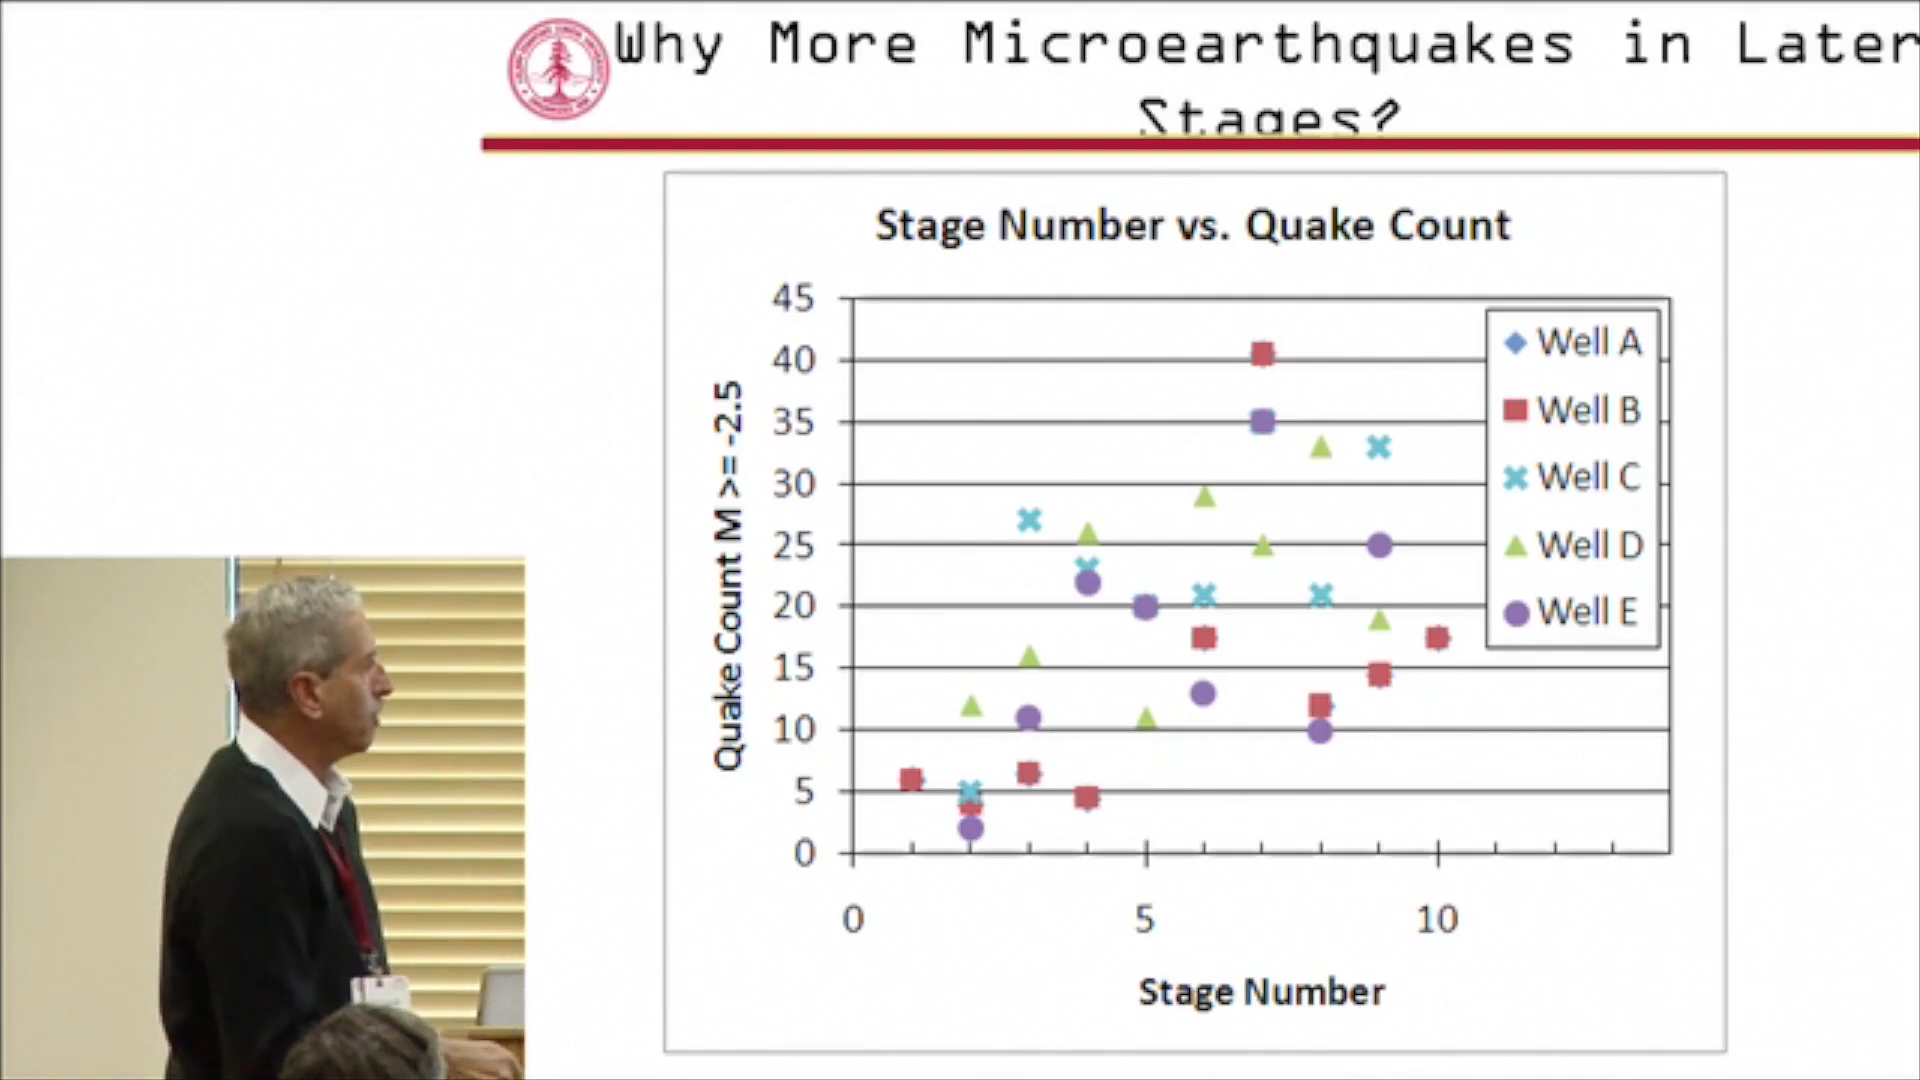 Why More Microearthquakes in Later
Stages?
Stage Number vs. Quake Count
Quake Count M >= -2.5
45
40
35
30
25
20
15
10
5
0
Well A
Well B
Well C
Well D
Well E
0 5 10
Stage Number